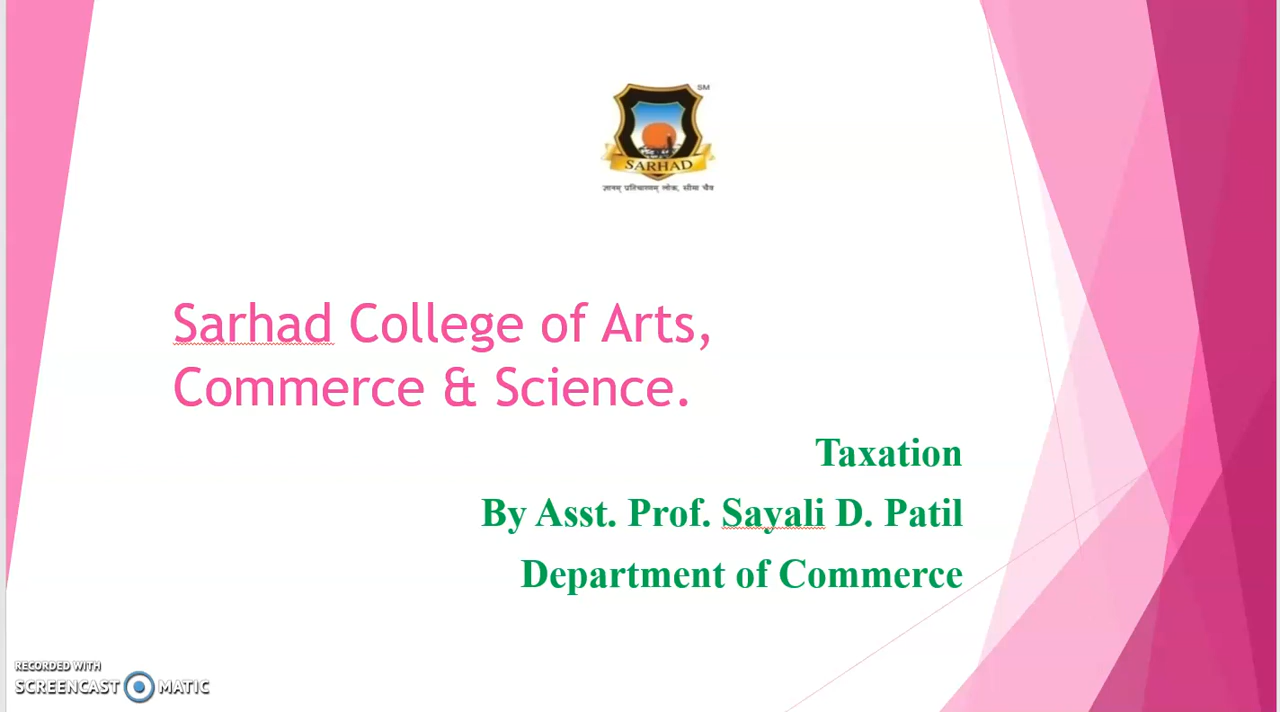 SM
SARHAD
Sarhad College of Arts,
Commerce & Science.
Taxation
By Asst. Prof. Sayali D. Patil
Department of Commerce
RECORDED WITH
SCREENCAST MATIC